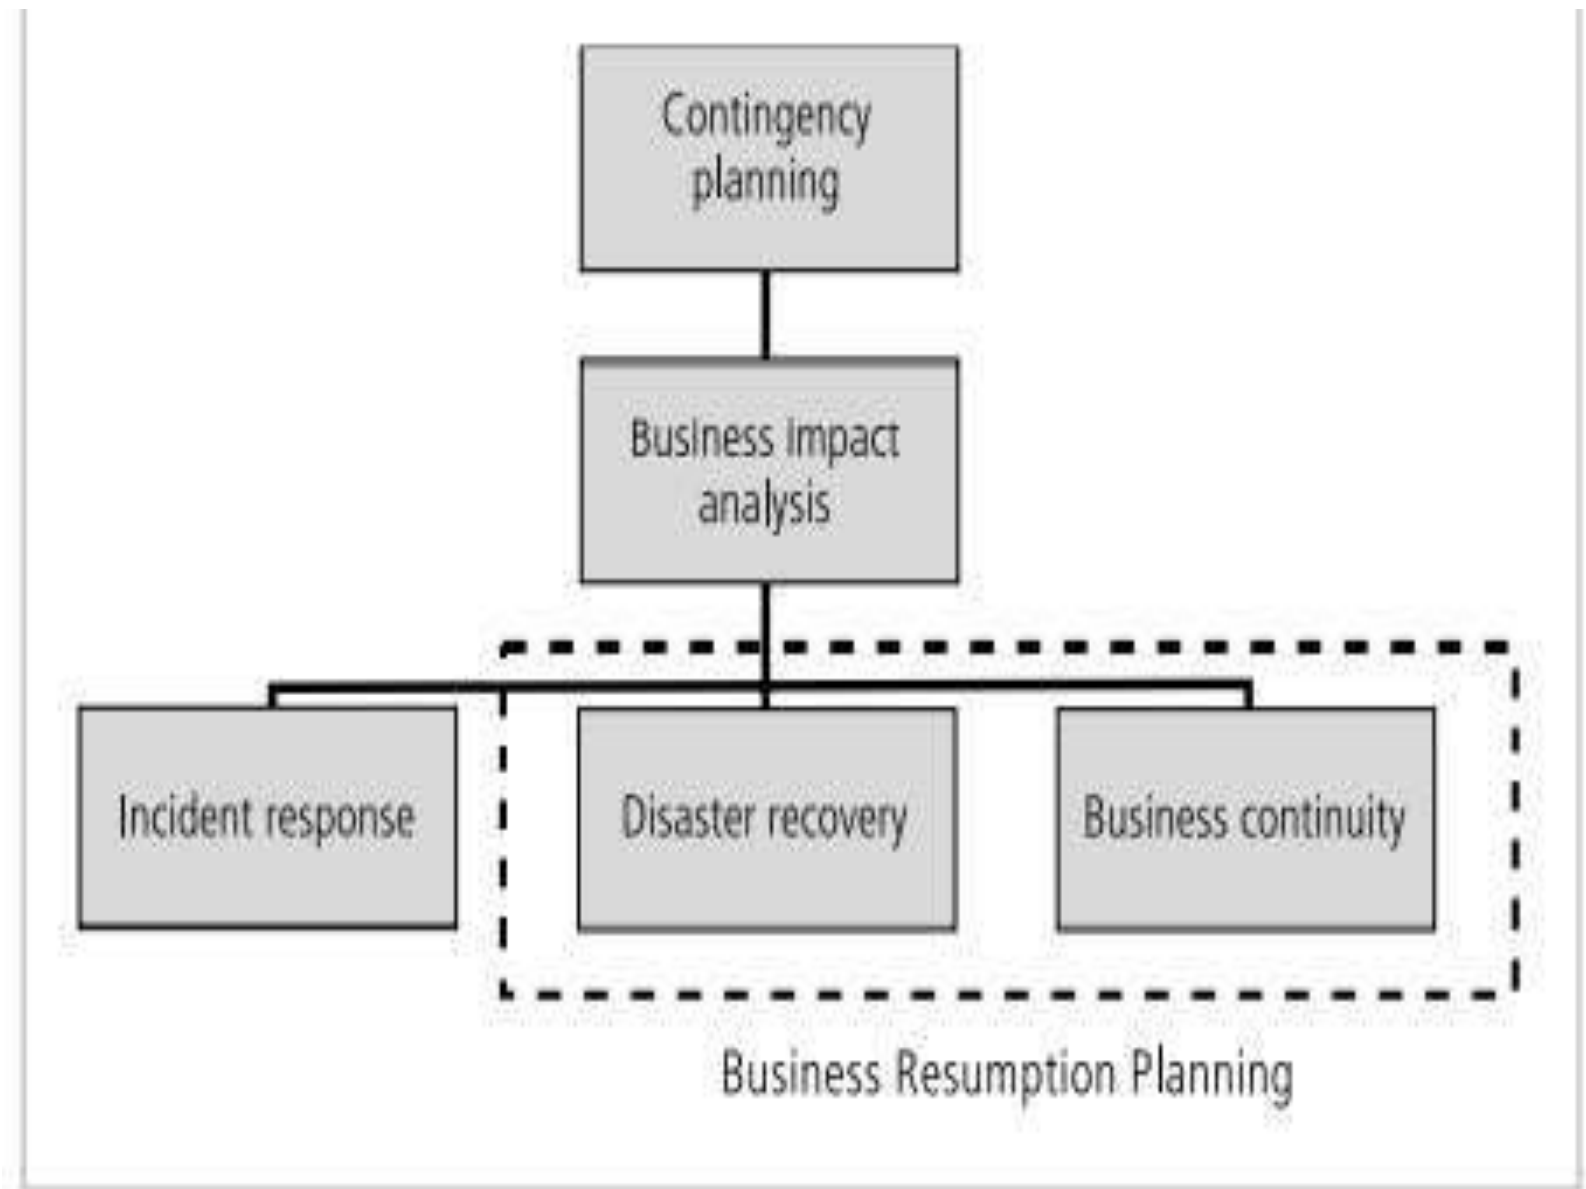 Contingency
planning
Business impact
analysis
Incident response
Disaster recovery
Business continuity
Business Resumption Planning